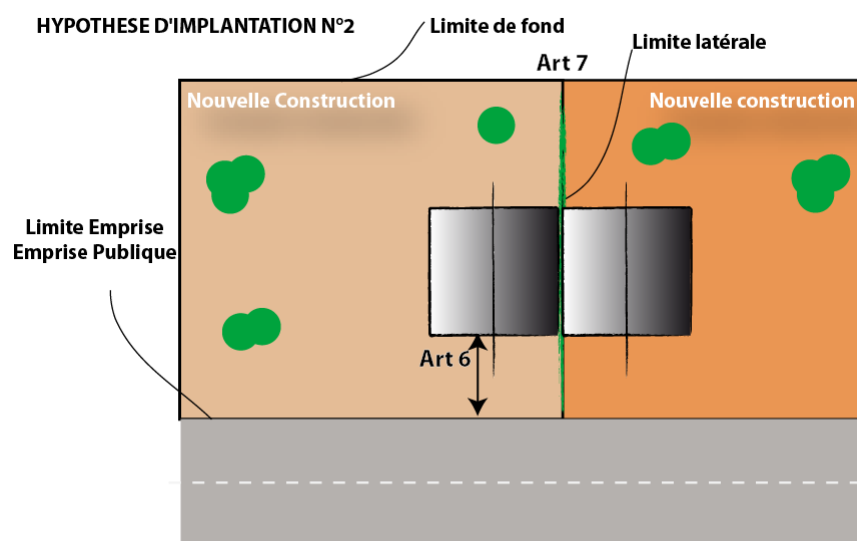 HYPOTHESE D'IMPLANTATION N°2
Limite de fond
Limite latérale
Art 7
Nouvelle Construction
Nouvelle construction
Limite Emprise
Emprise Publique
Art 6